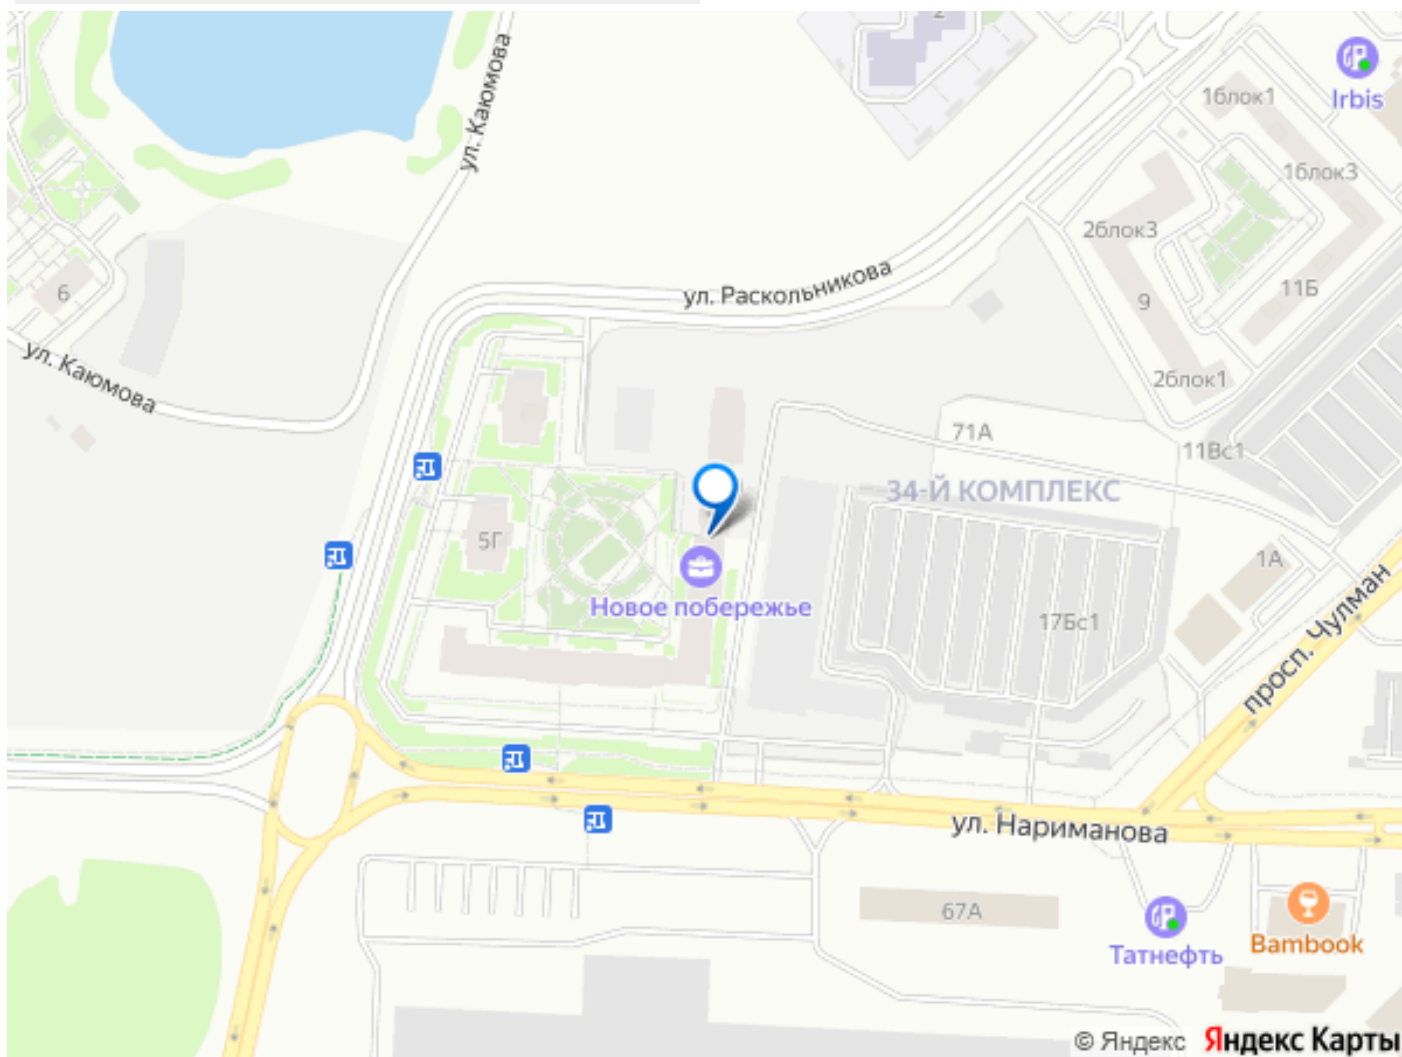 2
ул. Каюмова
Irbis
1блок1
1блок3
2блок3
ул. Раскольникова
6
11Б
9
ул. Каюмова
2блок1
71А
11Вс1
34-Й КОМПЛЕКС
5Г
1А
Новое побережье
17Бс1
просп. Чулман
ул. Нариманова
67А
Татнефть
Bambook
© Яндекс Яндекс Карты